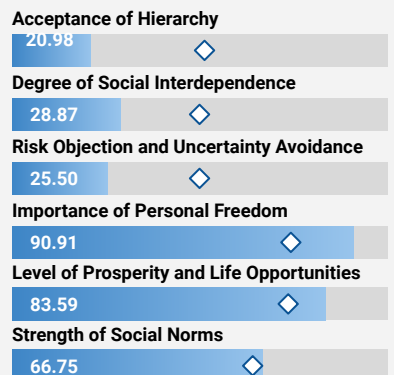 Acceptance of Hierarchy
20.98
Degree of Social Interdependence
28.87
Risk Objection and Uncertainty Avoidance
25.50
Importance of Personal Freedom
90.91
Level of Prosperity and Life Opportunities
83.59
Strength of Social Norms
66.75